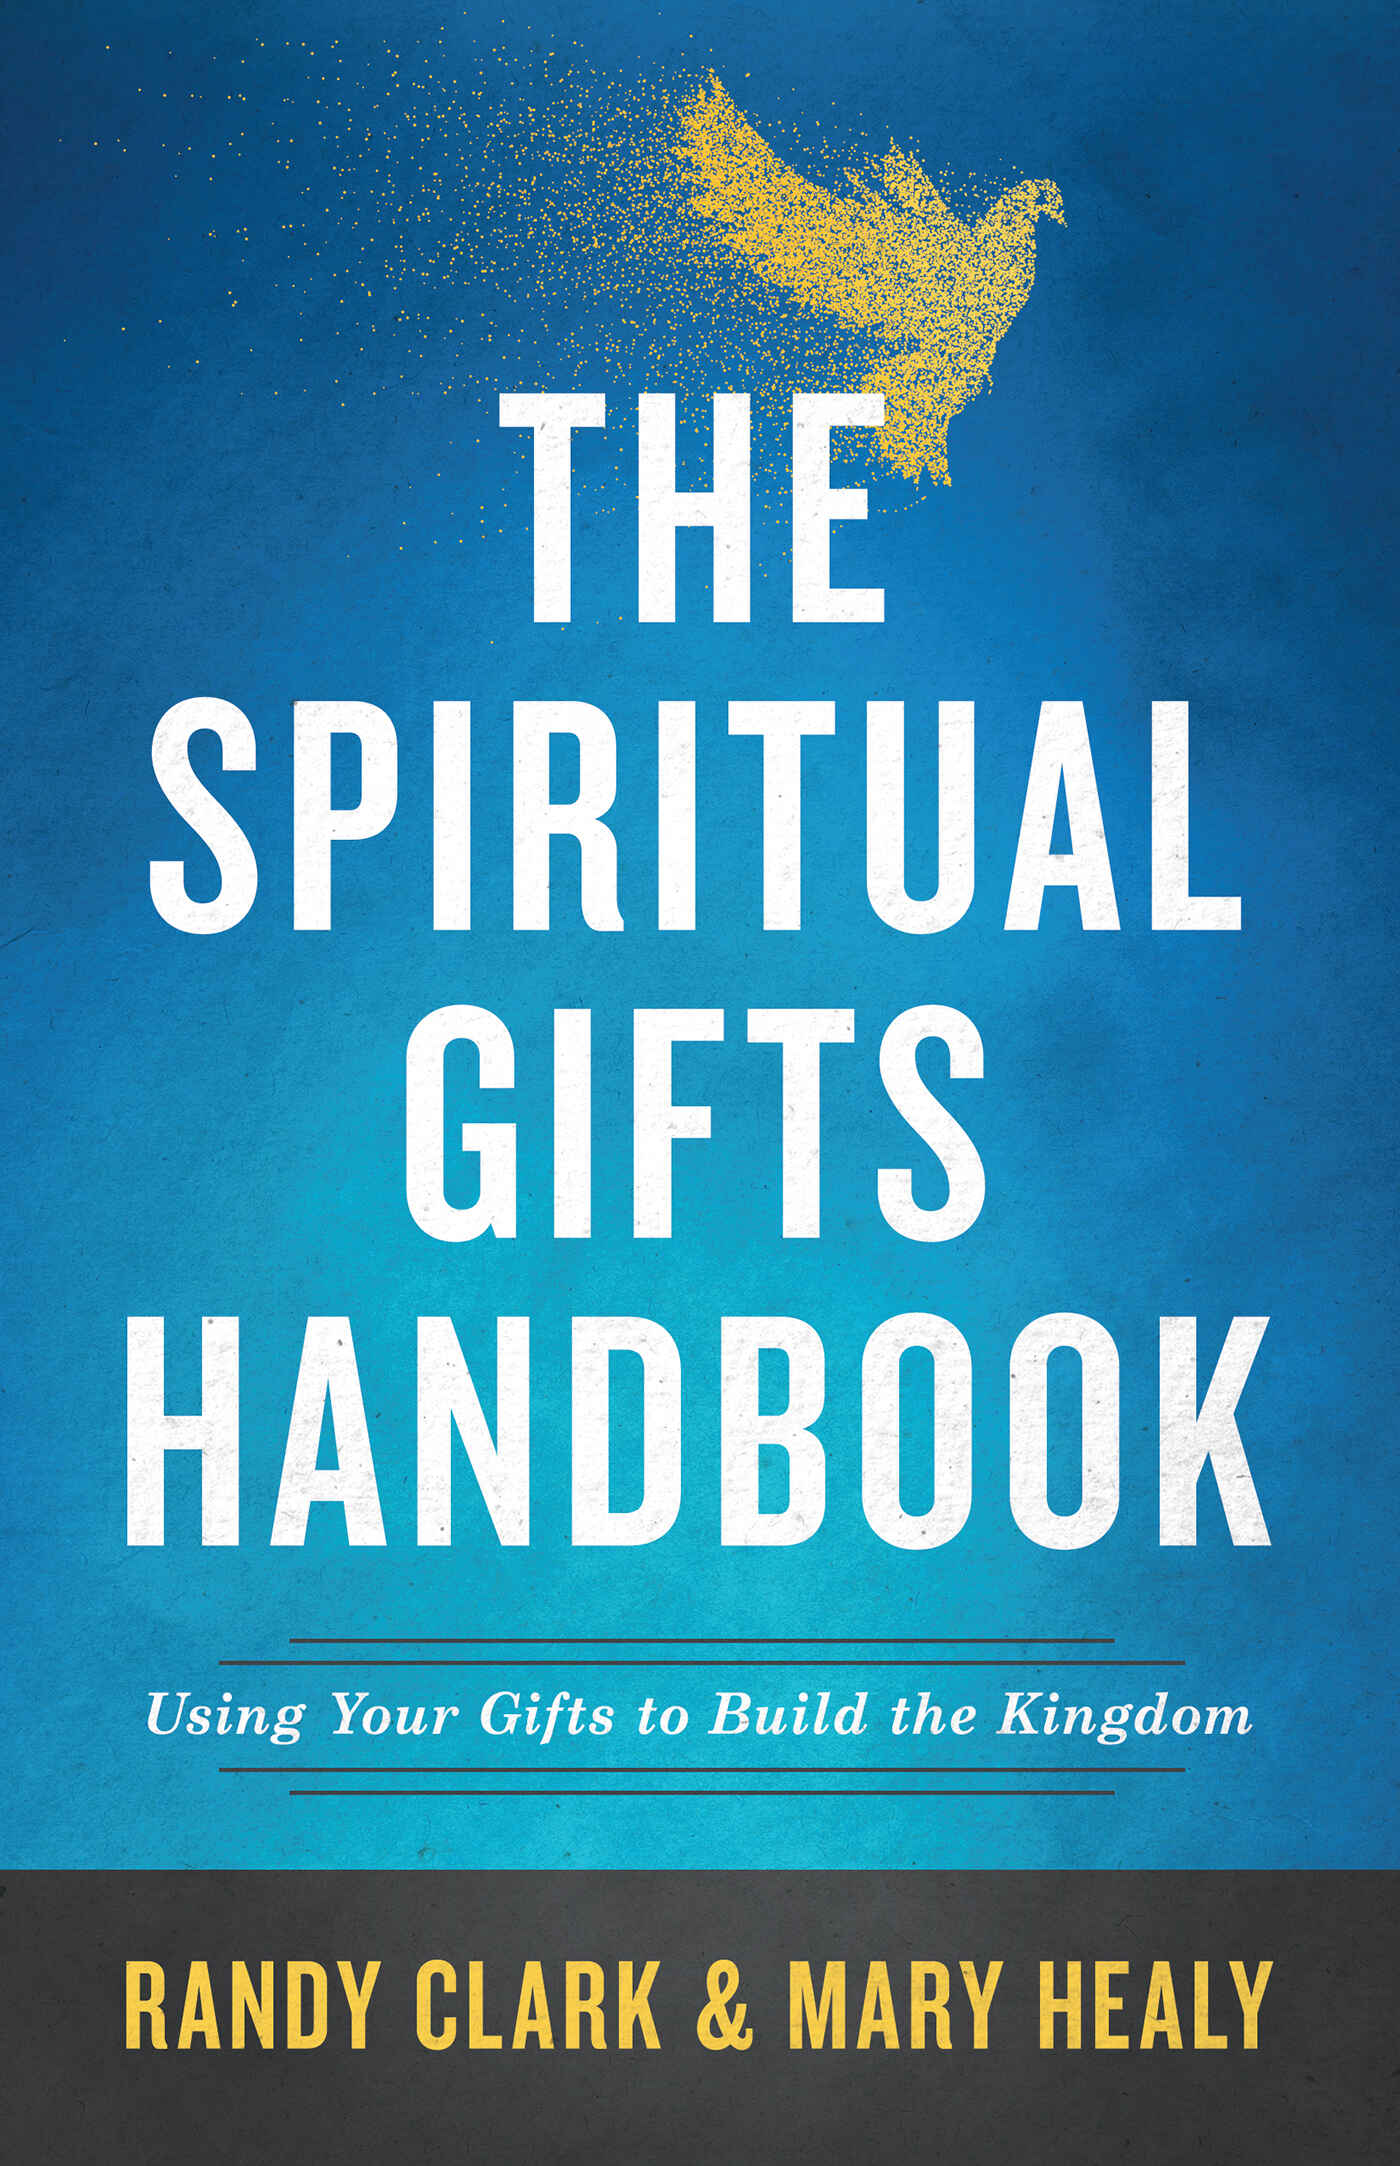 THE
SPIRITUAL
GIFTS
HANDBOOK
Using Your Gifts to Build the Kingdom
RANDY CLARK & MARY HEALY